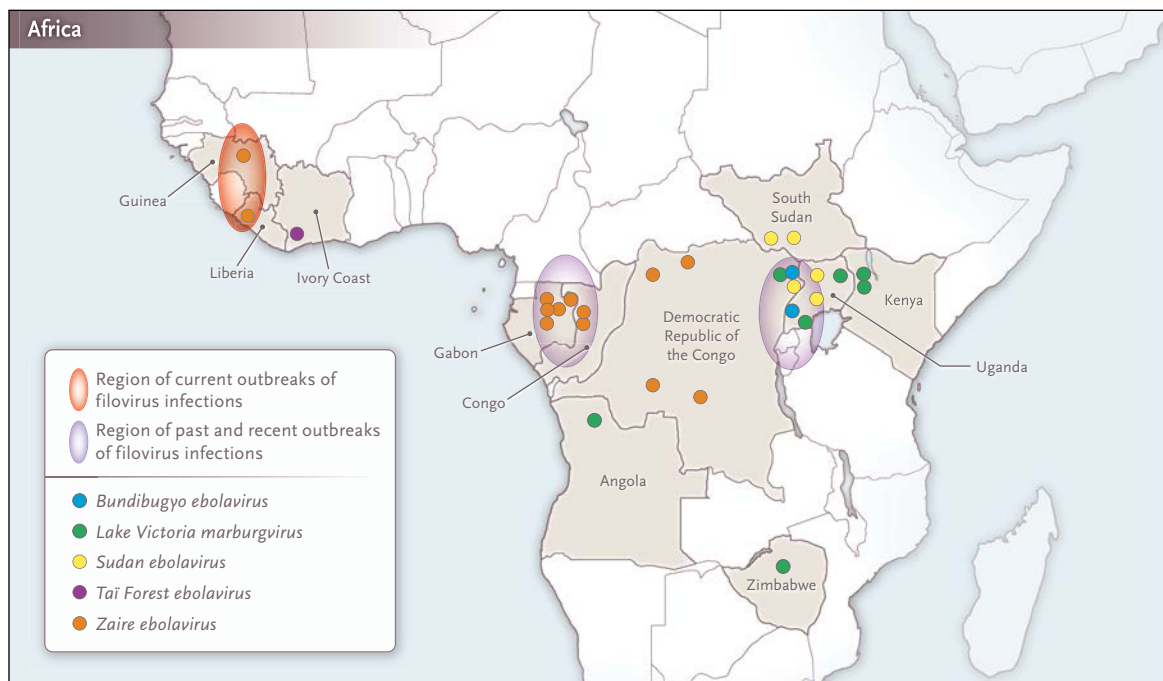 Africa
Guinea
Liberia
Ivory Coast
South
Sudan
Kenya
Democratic
Republic of
the Congo
Gabon
Uganda
Congo
Angola
Zimbabwe
Region of current outbreaks of
filovirus infections
Region of past and recent outbreaks
of filovirus infections
Bundibugyo ebolavirus
Lake Victoria marburgvirus
Sudan ebolavirus
Taï Forest ebolavirus
Zaire ebolavirus